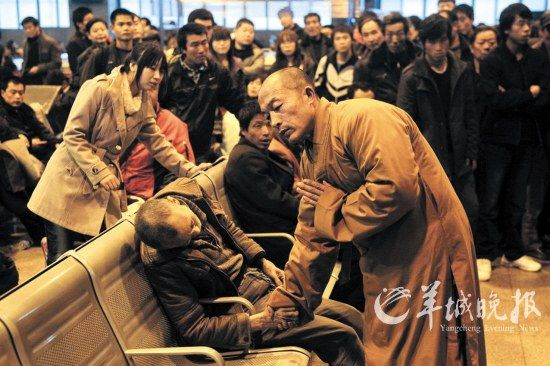 羊城晚报
Yangcheng Evening News